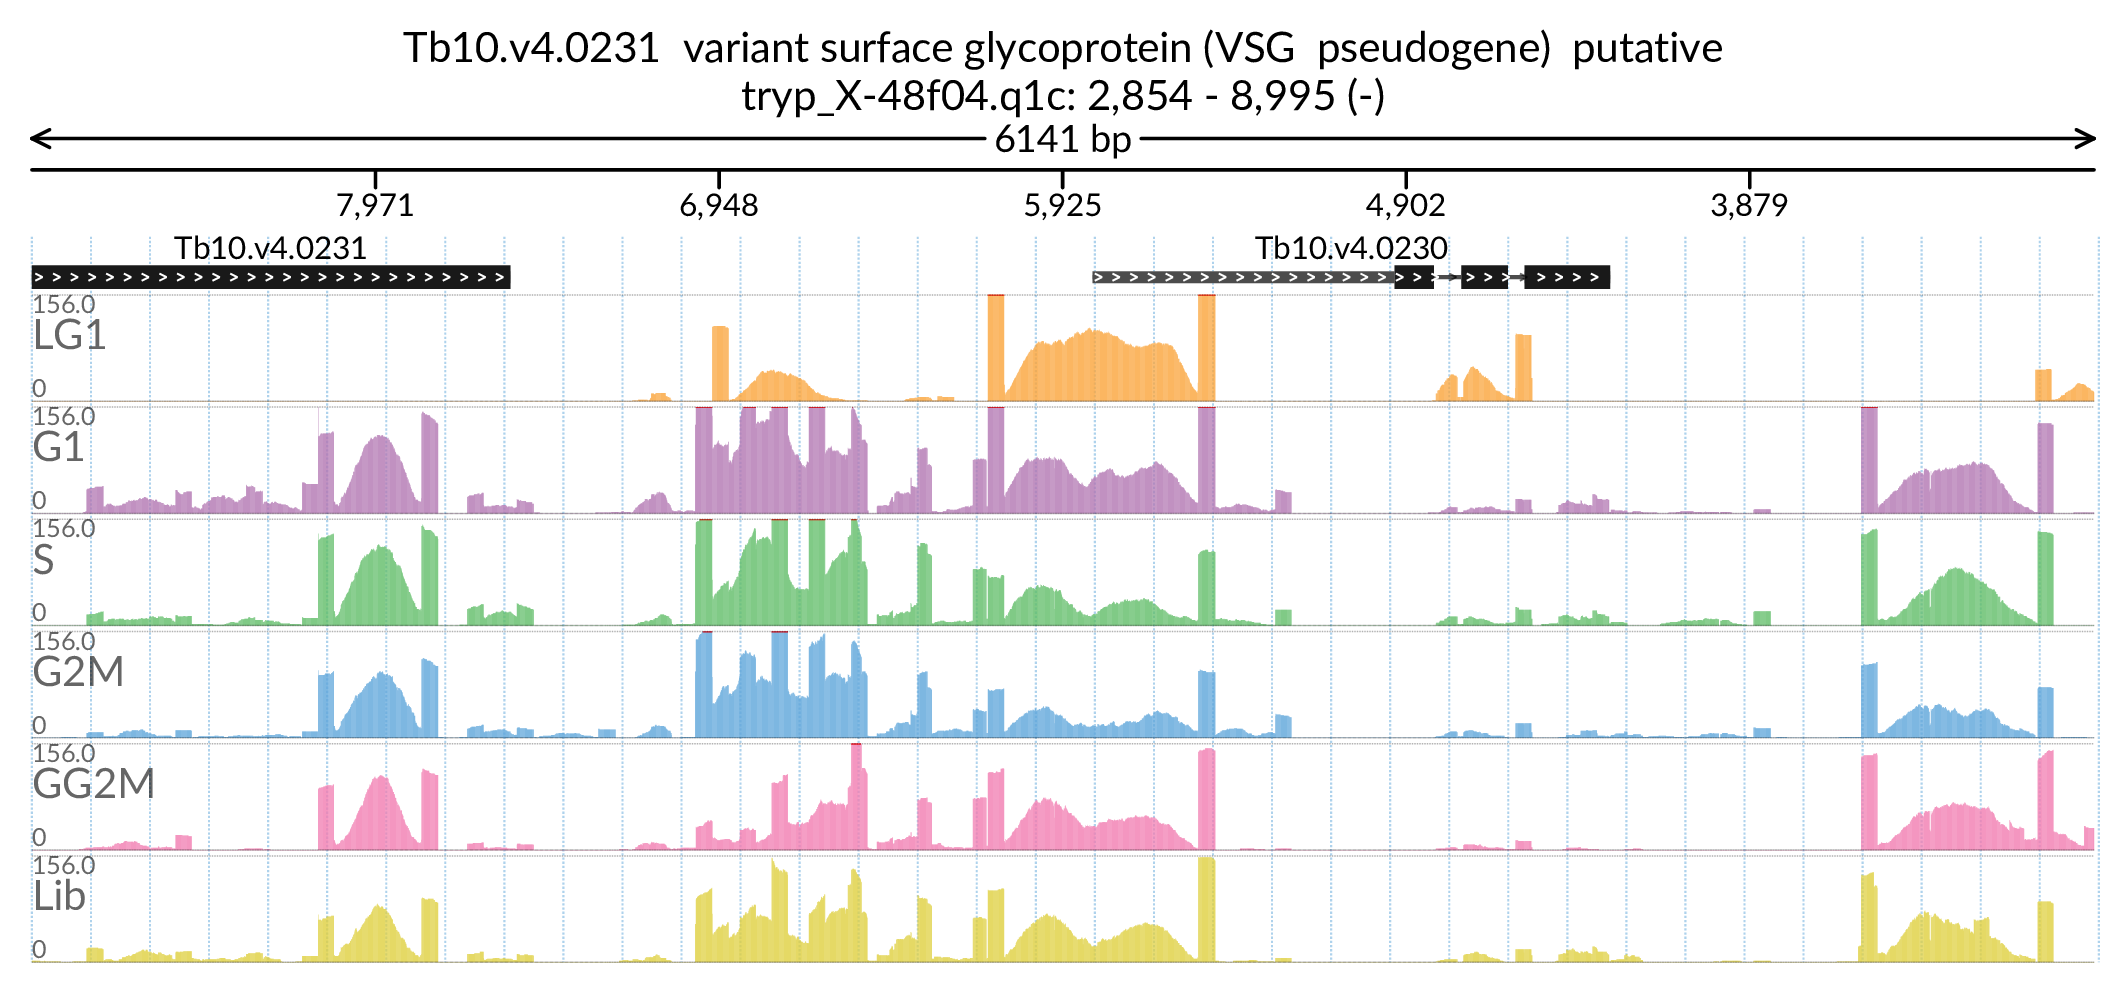 Tb10.v4.0231 variant surface glycoprotein (VSG pseudogene) putative
tryp_X-48f04.q1c: 2,854 - 8,995 (-)
6141 bp
7,971 6,948 5,925 4,902 3,879
Tb10.v4.0231 Tb10.v4.0230
156.0
LG1
0
156.0
G1
0
156.0
S
0
156.0
G2M
0
156.0
GG2M
0
156.0
Lib
0